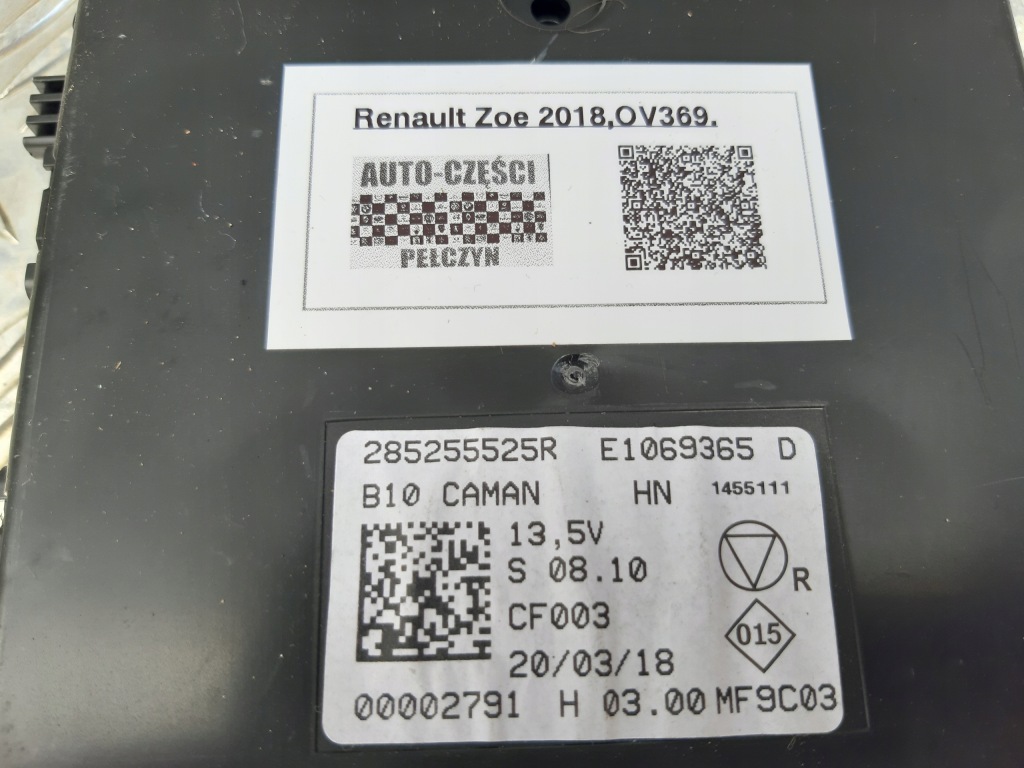 Renault Zoe 2018,OV369.
AUTO-CZĘŚCI
PEŁCZYN
285255525R E1069365 D
B10 CAMAN HN 1455111
13,5V
S 08.10
R
CF003
015
20/03/18
00002791 H 03.00 MF9C03